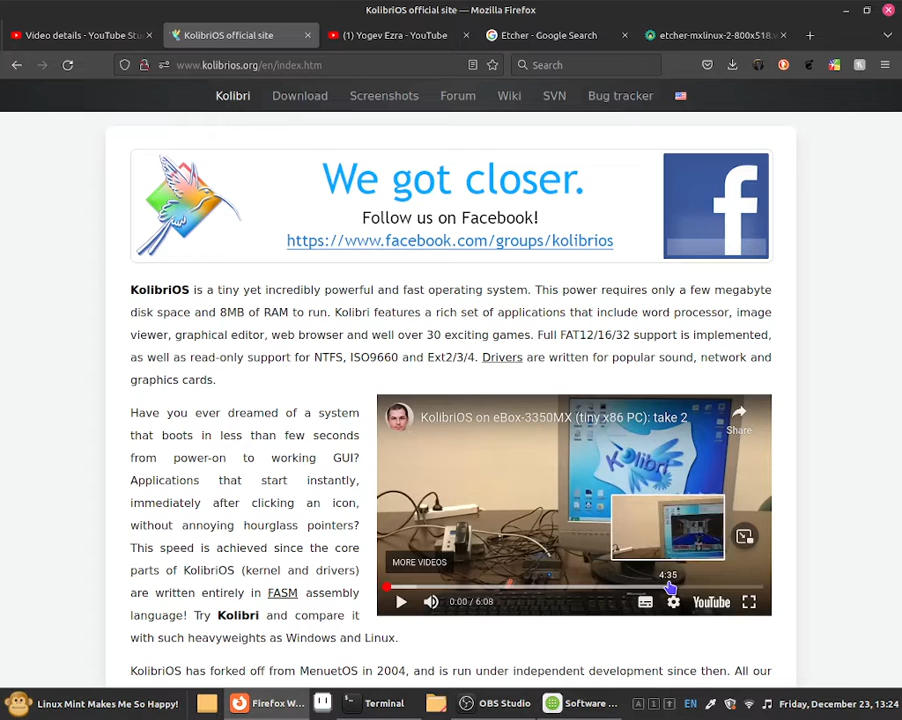 KolibriOS official site — Mozilla Firefox
Video details - YouTube Stu
KolibriOS official site
(1) Yogev Ezra - YouTube
Etcher - Google Search
etcher-mxlinux-2-800x518.w
www.kolibrios.org/en/index.htm
Search
Kolibri Download Screenshots Forum Wiki SVN Bug tracker
We got closer.
Follow us on Facebook!
https://www.facebook.com/groups/kolibrios
KolibriOS is a tiny yet incredibly powerful and fast operating system. This power requires only a few megabyte
disk space and 8MB of RAM to run. Kolibri features a rich set of applications that include word processor, image
viewer, graphical editor, web browser and well over 30 exciting games. Full FAT12/16/32 support is implemented,
as well as read-only support for NTFS, ISO9660 and Ext2/3/4. Drivers are written for popular sound, network and
graphics cards.
Have you ever dreamed of a system
that boots in less than few seconds
from power-on to working GUI?
Applications that start instantly,
immediately after clicking an icon,
without annoying hourglass pointers?
This speed is achieved since the core
parts of KolibriOS (kernel and drivers)
are written entirely in FASM assembly
language! Try Kolibri and compare it
with such heavyweights as Windows and Linux.
KolibriOS on eBox-3350MX (tiny x86 PC): take 2
Share
Kolibri
MORE VIDEOS
4:35
0:00 / 6:08
YouTube
KolibriOS has forked off from MenuetOS in 2004, and is run under independent development since then. All our
Linux Mint Makes Me So Happy!
Firefox W...
Terminal
OBS Studio
Software ...
A 1
EN
Friday, December 23, 13:24